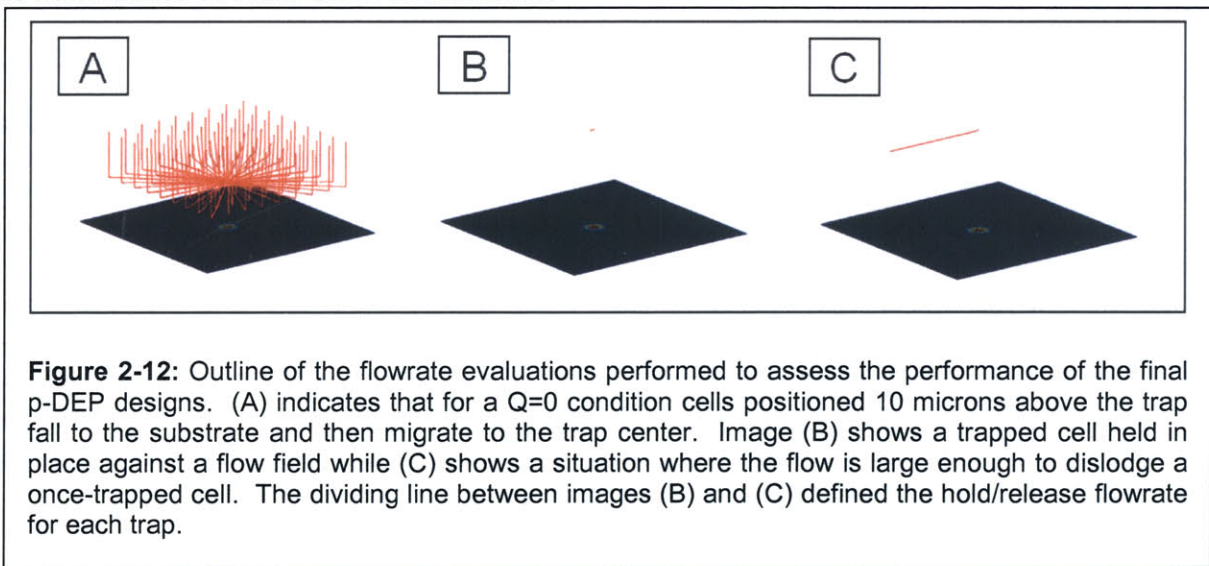 A
B
C
Figure 2-12: Outline of the flowrate evaluations performed to assess the performance of the final
p-DEP designs. (A) indicates that for a Q=0 condition cells positioned 10 microns above the trap
fall to the substrate and then migrate to the trap center. Image (B) shows a trapped cell held in
place against a flow field while (C) shows a situation where the flow is large enough to dislodge a
once-trapped cell. The dividing line between images (B) and (C) defined the hold/release flowrate
for each trap.